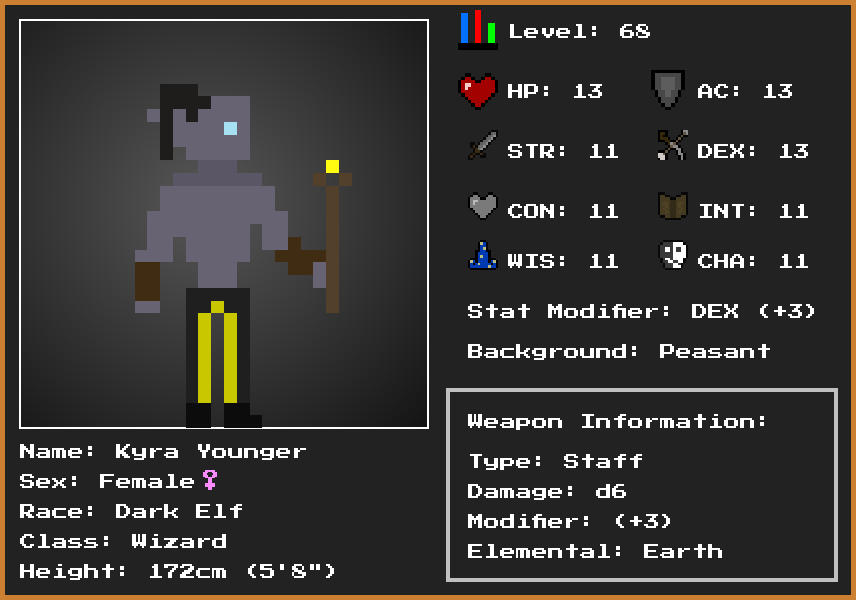 Level: 68
HP: 13 AC: 13
STR: 11 DEX: 13
CON: 11 INT: 11
WIS: 11 CHA: 11
Stat Modifier: DEX (+3)
Background: Peasant
Weapon Information:
Type: Staff
Damage: d6
Modifier: (+3)
Elemental: Earth
Name: Kyra Younger
Sex: Female♀
Race: Dark Elf
Class: Wizard
Height: 172cm (5'8")